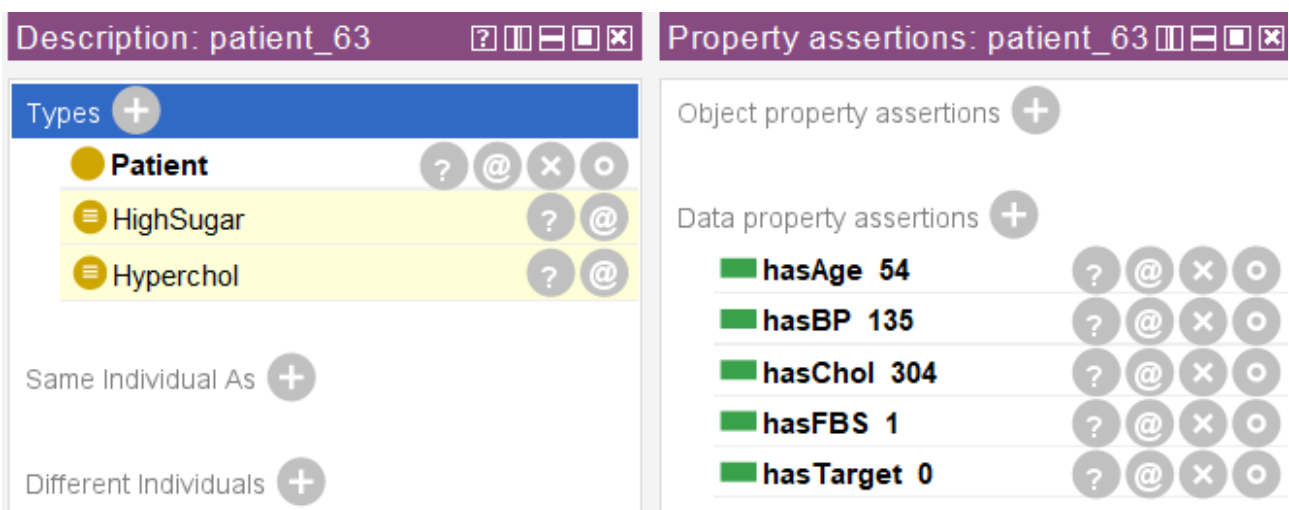 Description: patient_63
Types
Patient
HighSugar
Hyperchol
Same Individual As
Different Individuals
Property assertions: patient_63
Object property assertions
Data property assertions
hasAge 54
hasBP 135
hasChol 304
hasFBS 1
hasTarget 0